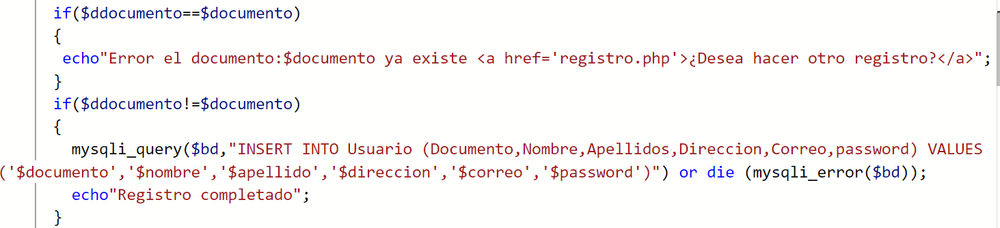 if($ddocumento==$documento)
{
echo"Error el documento:$documento ya existe <a href='registro.php'>¿Desea hacer otro registro?</a>";
}
if($ddocumento!=$documento)
{
mysqli_query($bd,"INSERT INTO Usuario (Documento,Nombre,Apellidos,Direccion,Correo,password) VALUES
('$documento','$nombre','$apellido','$direccion','$correo','$password')") or die (mysqli_error($bd));
echo"Registro completado";
}